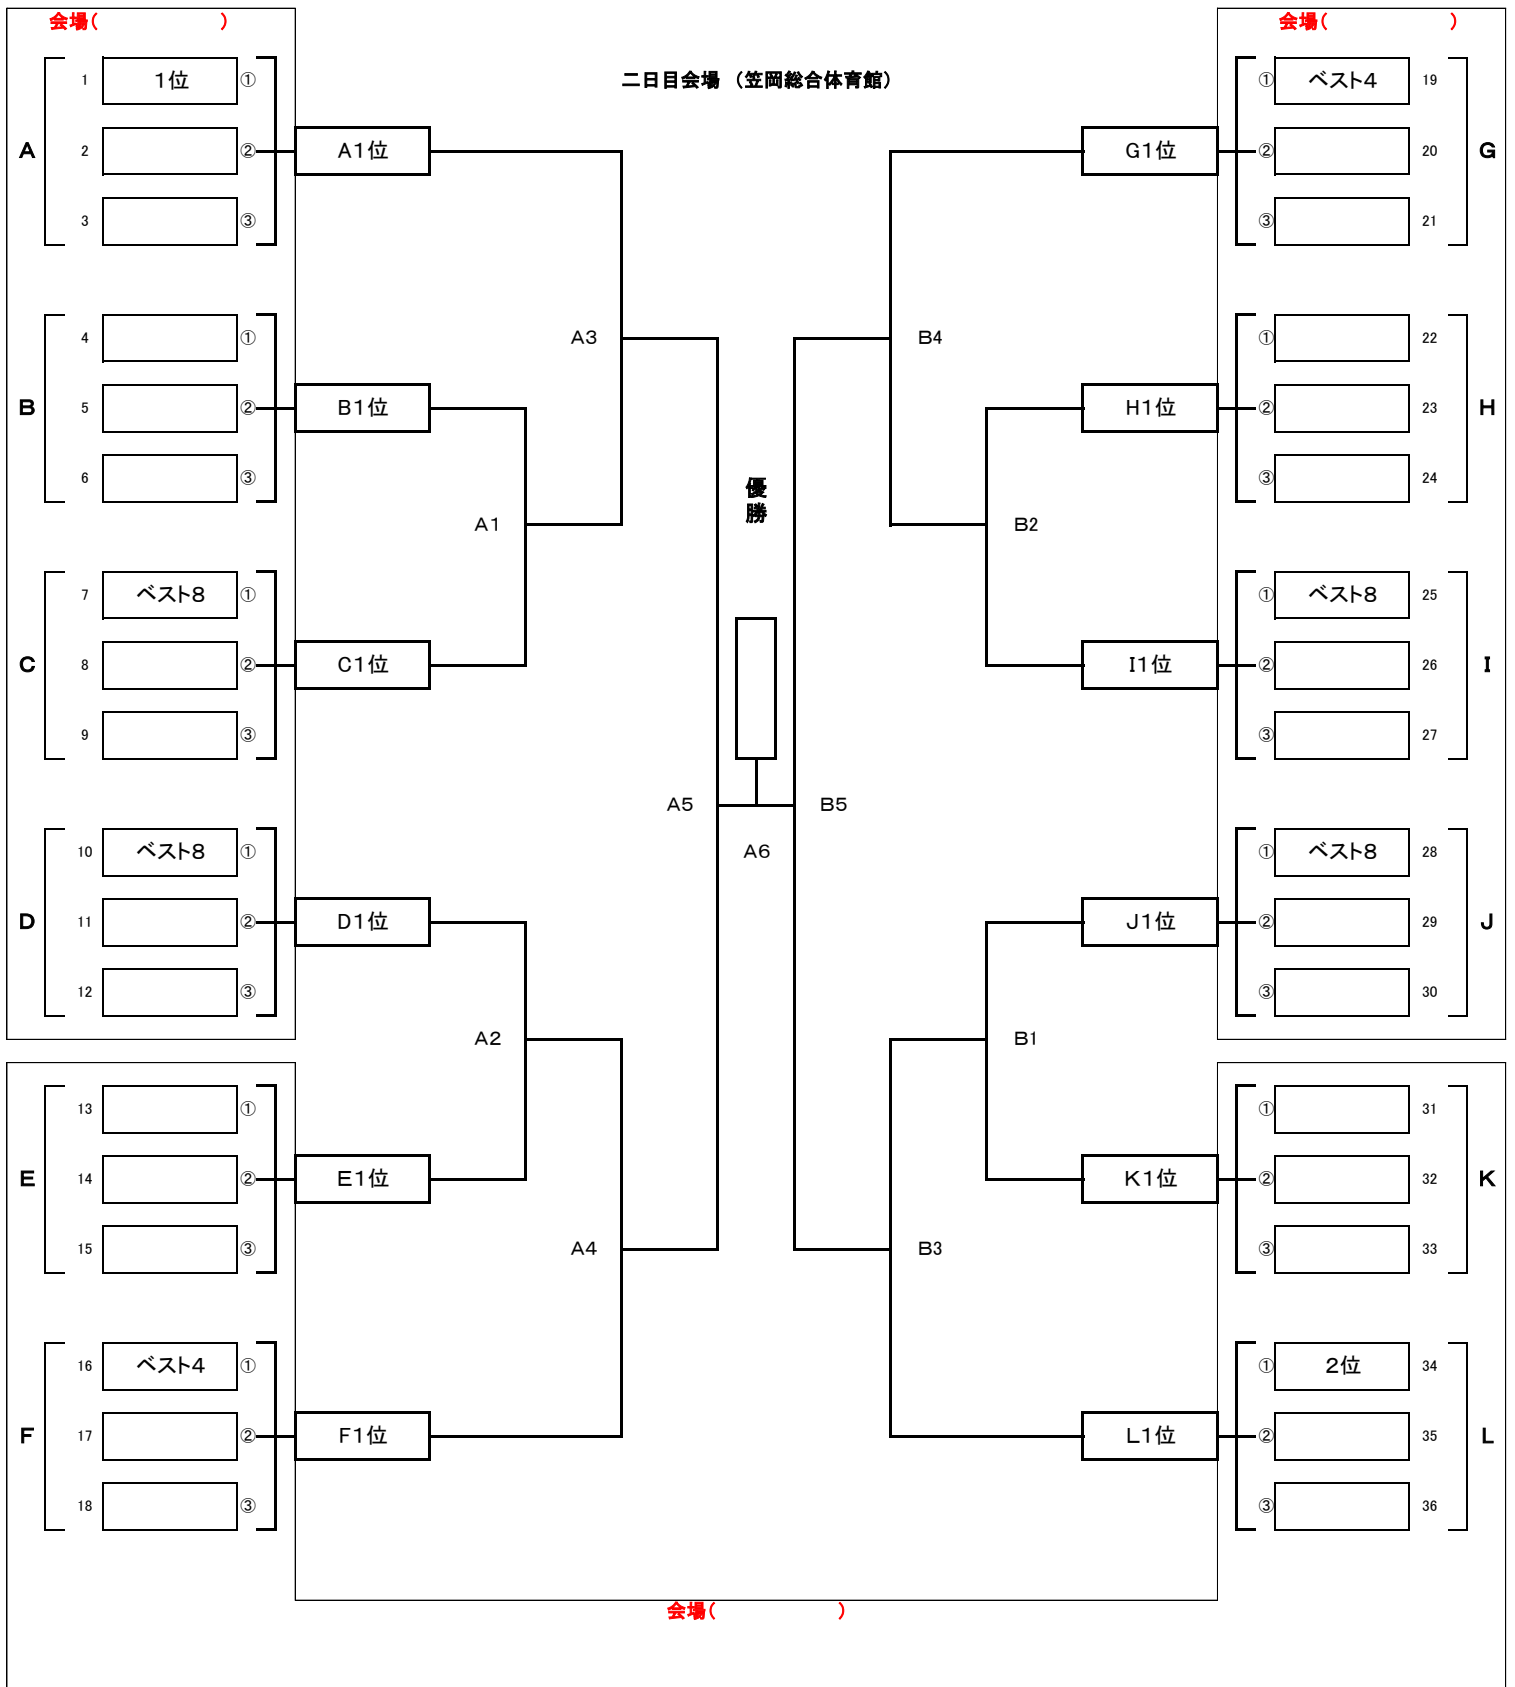 会場( )
会場( )
二日目会場 (笠岡総合体育館)
1 1位 ①
① ベスト4 19
A 2 ② A1位
G1位 ② 20 G
3 ③
③ 21
4 ①
① 22
A3
B4
B 5 ② B1位
H1位 ② 23 H
6 ③
③ 24
優勝
A1
B2
7 ベスト8 ①
① ベスト8 25
C 8 ② C1位
I1位 ② 26 I
9 ③
③ 27
A5
B5
A6
10 ベスト8 ①
① ベスト8 28
D 11 ② D1位
J1位 ② 29 J
12 ③
③ 30
A2
B1
13 ①
① 31
E 14 ② E1位
K1位 ② 32 K
15 ③
③ 33
A4
B3
16 ベスト4 ①
① 2位 34
F 17 ② F1位
L1位 ② 35 L
18 ③
③ 36
会場( )